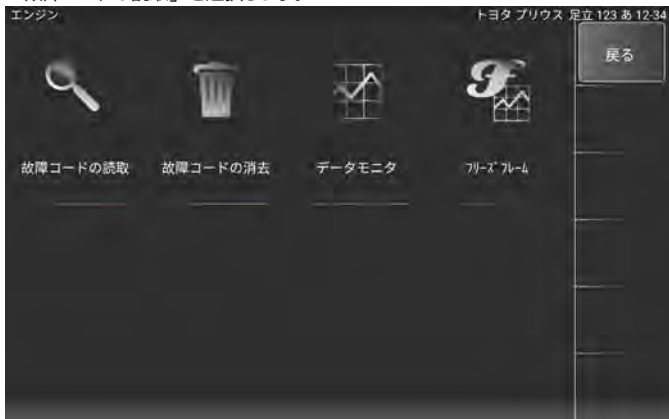 エンジン
トヨタ プリウス 足立 123 あ 12-34
戻る
故障コードの読取 故障コードの消去 データモニタ フリーズフレーム